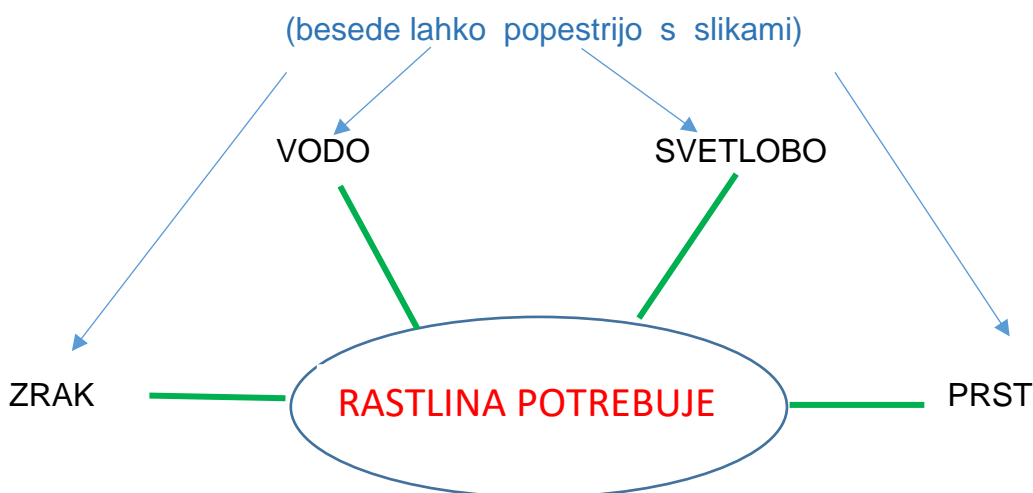 (besede lahko popestrijo s slikami)
VODO
SVETLOBO
ZRAK
RASTLINA POTREBUJE
PRST